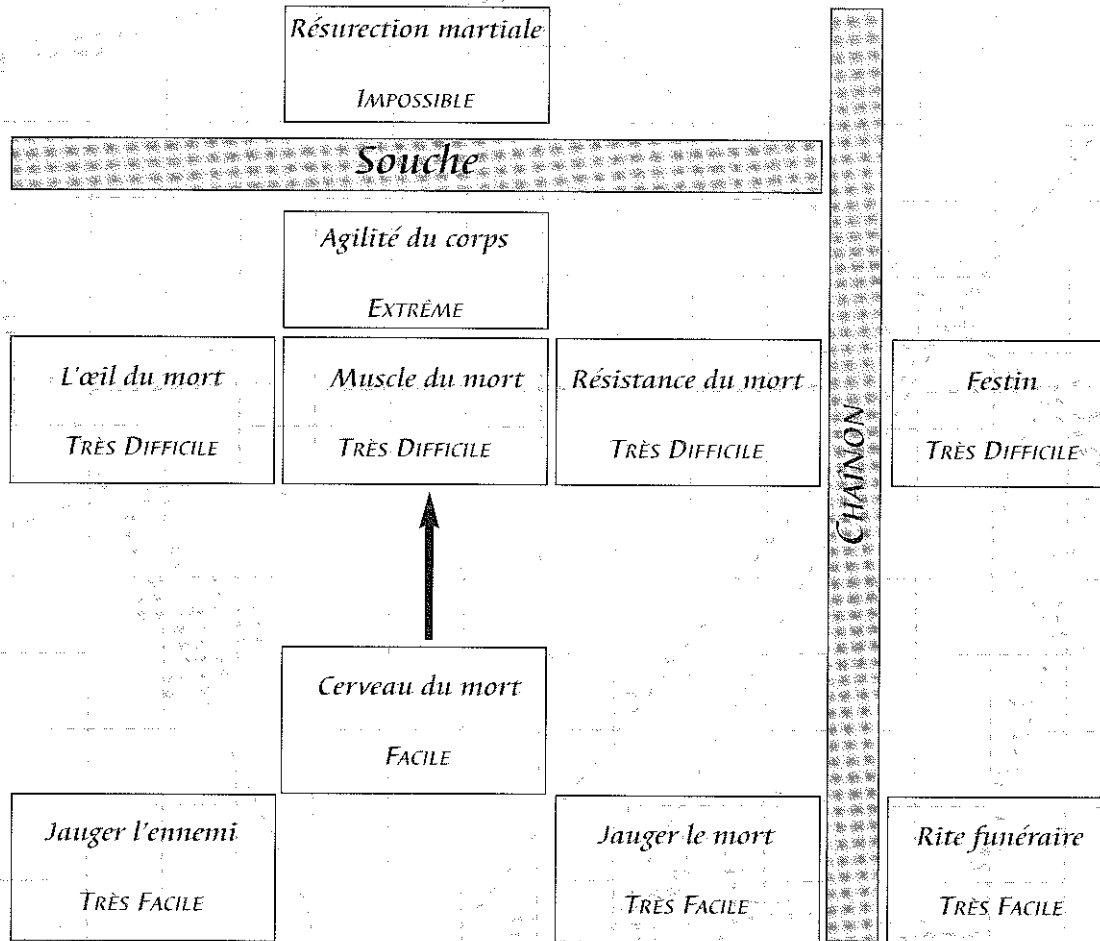 Résurection martiale
IMPOSSIBLE
Souche
Agilité du corps
EXTRÊME
L'œil du mort
TRÈS DIFFICILE
Muscle du mort
TRÈS DIFFICILE
Résistance du mort
TRÈS DIFFICILE
CHAINON
Festin
TRÈS DIFFICILE
Cerveau du mort
FACILE
Jauger l'ennemi
TRÈS FACILE
Jauger le mort
TRÈS FACILE
Rite funéraire
TRÈS FACILE